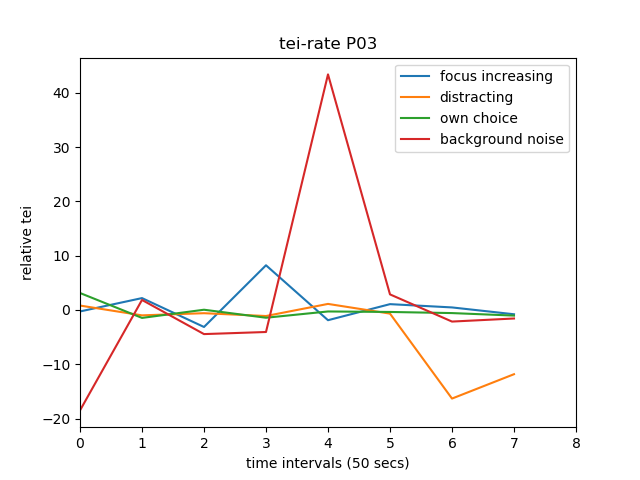 tei-rate P03
focus increasing
distracting
own choice
background noise
relative tei
40
30
20
10
0
−10
−20
0 1 2 3 4 5 6 7 8
time intervals (50 secs)